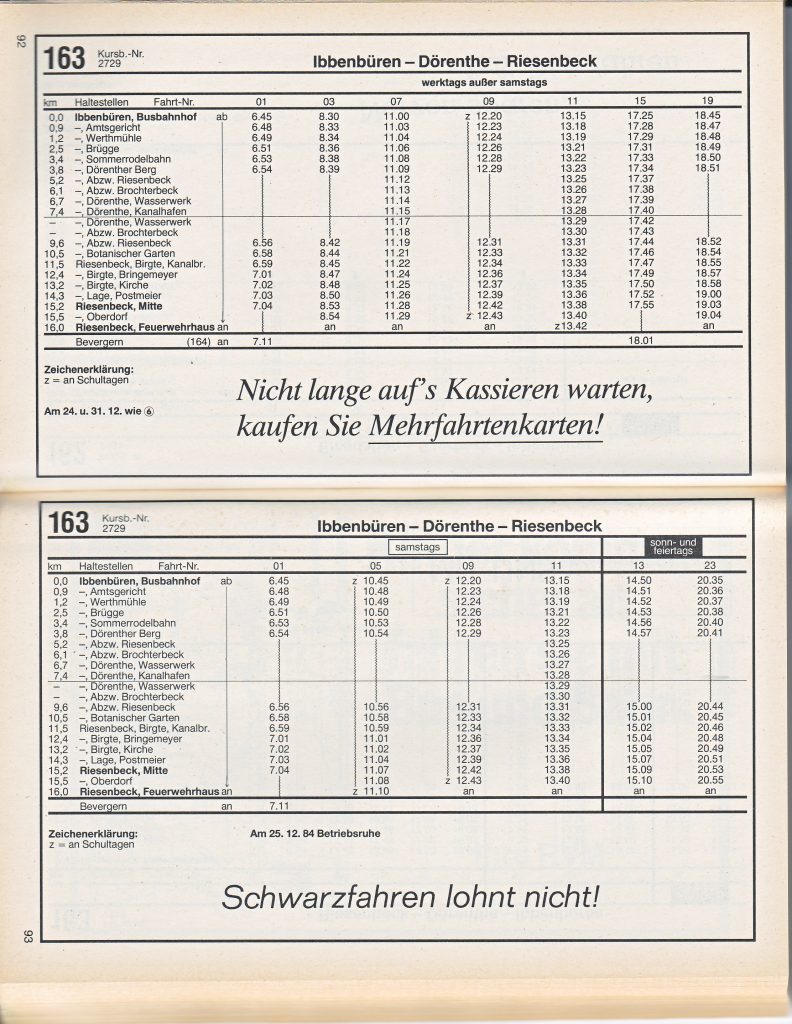 92
163 Kursb.-Nr. 2729 Ibbenbüren – Dörenthe – Riesenbeck
werktags außer samstags
km Haltestellen Fahrt-Nr. 01 03 07 09 11 15 19
0,0 Ibbenbüren, Busbahnhof ab 6.45 8.30 11.00 z 12.20 13.15 17.25 18.45
0,9 –, Amtsgericht 6.48 8.33 11.03 12.23 13.18 17.28 18.47
1,2 –, Werthmühle 6.49 8.34 11.04 12.24 13.19 17.29 18.48
2,5 –, Brügge 6.51 8.36 11.06 12.26 13.21 17.31 18.49
3,4 –, Sommerrodelbahn 6.53 8.38 11.08 12.28 13.22 17.33 18.50
3,8 –, Dörenther Berg 6.54 8.39 11.09 12.29 13.23 17.34 18.51
5,2 –, Abzw. Riesenbeck 11.12 13.25 17.37
6,1 –, Abzw. Brochterbeck 11.13 13.26 17.38
6,7 –, Dörenthe, Wasserwerk 11.14 13.27 17.39
7,4 –, Dörenthe, Kanalhafen 11.15 13.28 17.40
– –, Dörenthe, Wasserwerk 11.17 13.29 17.42
– –, Abzw. Brochterbeck 11.18 13.30 17.43
9,6 –, Abzw. Riesenbeck 6.56 8.42 11.19 12.31 13.31 17.44 18.52
10,5 –, Botanischer Garten 6.58 8.44 11.21 12.33 13.32 17.46 18.54
11,5 Riesenbeck, Birgte, Kanalbr. 6.59 8.45 11.22 12.34 13.33 17.47 18.55
12,4 –, Birgte, Bringemeyer 7.01 8.47 11.24 12.36 13.34 17.49 18.57
13,2 –, Birgte, Kirche 7.02 8.48 11.25 12.37 13.35 17.50 18.58
14,3 –, Lage, Postmeier 7.03 8.50 11.26 12.39 13.36 17.52 19.00
15,2 Riesenbeck, Mitte 7.04 8.53 11.28 12.42 13.38 17.55 19.03
15,5 –, Oberdorf 8.54 11.29 z 12.43 13.40 19.04
16,0 Riesenbeck, Feuerwehrhaus an an an an z 13.42 an
Bevergern (164) an 7.11 18.01
Zeichenerklärung:
z = an Schultagen
Nicht lange auf's Kassieren warten,
Am 24. u. 31. 12. wie ⑥
kaufen Sie Mehrfahrtenkarten!
163 Kursb.-Nr. 2729 Ibbenbüren – Dörenthe – Riesenbeck
samstags sonn- und feiertags
km Haltestellen Fahrt-Nr. 01 05 09 11 13 23
0,0 Ibbenbüren, Busbahnhof ab 6.45 z 10.45 z 12.20 13.15 14.50 20.35
0,9 –, Amtsgericht 6.48 10.48 12.23 13.18 14.51 20.36
1,2 –, Werthmühle 6.49 10.49 12.24 13.19 14.52 20.37
2,5 –, Brügge 6.51 10.50 12.26 13.21 14.53 20.38
3,4 –, Sommerrodelbahn 6.53 10.53 12.28 13.22 14.56 20.40
3,8 –, Dörenther Berg 6.54 10.54 12.29 13.23 14.57 20.41
5,2 –, Abzw. Riesenbeck 13.25
6,1 –, Abzw. Brochterbeck 13.26
6,7 –, Dörenthe, Wasserwerk 13.27
7,4 –, Dörenthe, Kanalhafen 13.28
– –, Dörenthe, Wasserwerk 13.29
– –, Abzw. Brochterbeck 13.30
9,6 –, Abzw. Riesenbeck 6.56 10.56 12.31 13.31 15.00 20.44
10,5 –, Botanischer Garten 6.58 10.58 12.33 13.32 15.01 20.45
11,5 Riesenbeck, Birgte, Kanalbr. 6.59 10.59 12.34 13.33 15.02 20.46
12,4 –, Birgte, Bringemeyer 7.01 11.01 12.36 13.34 15.04 20.48
13,2 –, Birgte, Kirche 7.02 11.02 12.37 13.35 15.05 20.49
14,3 –, Lage, Postmeier 7.03 11.04 12.39 13.36 15.07 20.51
15,2 Riesenbeck, Mitte 7.04 11.07 12.42 13.38 15.09 20.53
15,5 –, Oberdorf 11.08 z 12.43 13.40 15.10 20.55
16,0 Riesenbeck, Feuerwehrhaus an z 11.10 an an an an
Bevergern an 7.11
Zeichenerklärung: Am 25. 12. 84 Betriebsruhe
z = an Schultagen
Schwarzfahren lohnt nicht!
93